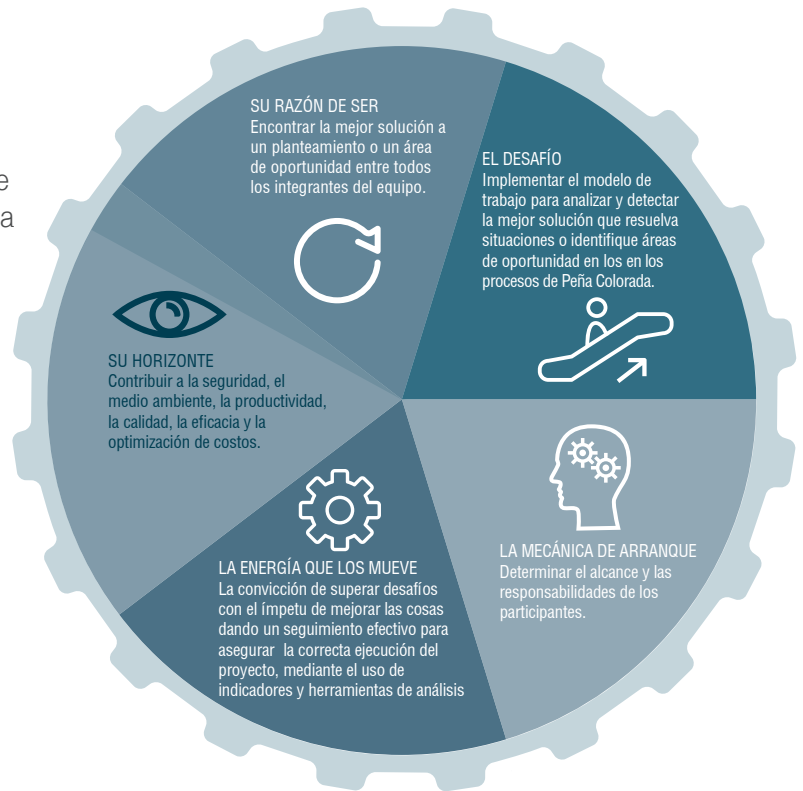 e
a
SU RAZÓN DE SER
Encontrar la mejor solución a
un planteamiento o un área
de oportunidad entre todos
los integrantes del equipo.
EL DESAFÍO
Implementar el modelo de
trabajo para analizar y detectar
la mejor solución que resuelva
situaciones o identifique áreas
de oportunidad en los en los
procesos de Peña Colorada.
LA MECÁNICA DE ARRANQUE
Determinar el alcance y las
responsabilidades de los
participantes.
LA ENERGÍA QUE LOS MUEVE
La convicción de superar desafíos
con el ímpetu de mejorar las cosas
dando un seguimiento efectivo para
asegurar  la correcta ejecución del
proyecto, mediante el uso de
indicadores y herramientas de análisis
SU HORIZONTE
Contribuir a la seguridad, el
medio ambiente, la productividad,
la calidad, la eficacia y la
optimización de costos.